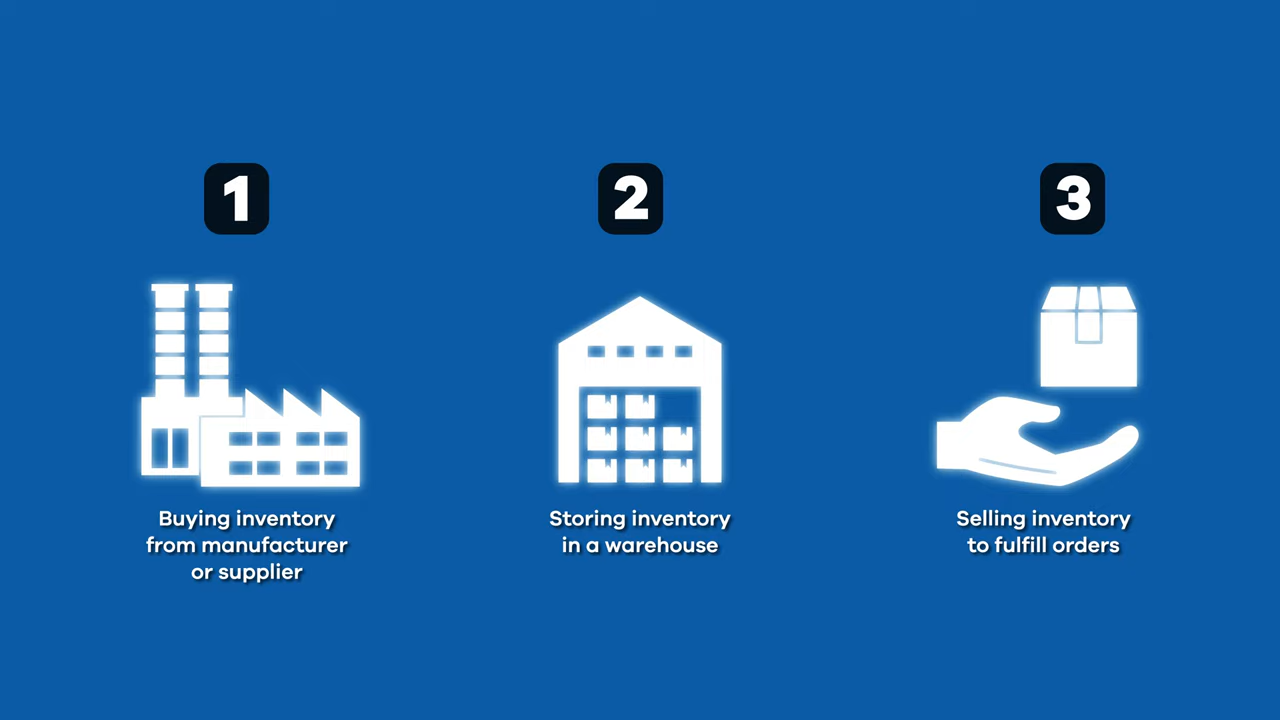 1
Buying inventory
from manufacturer
or supplier
2
Storing inventory
in a warehouse
3
Selling inventory
to fulfill orders